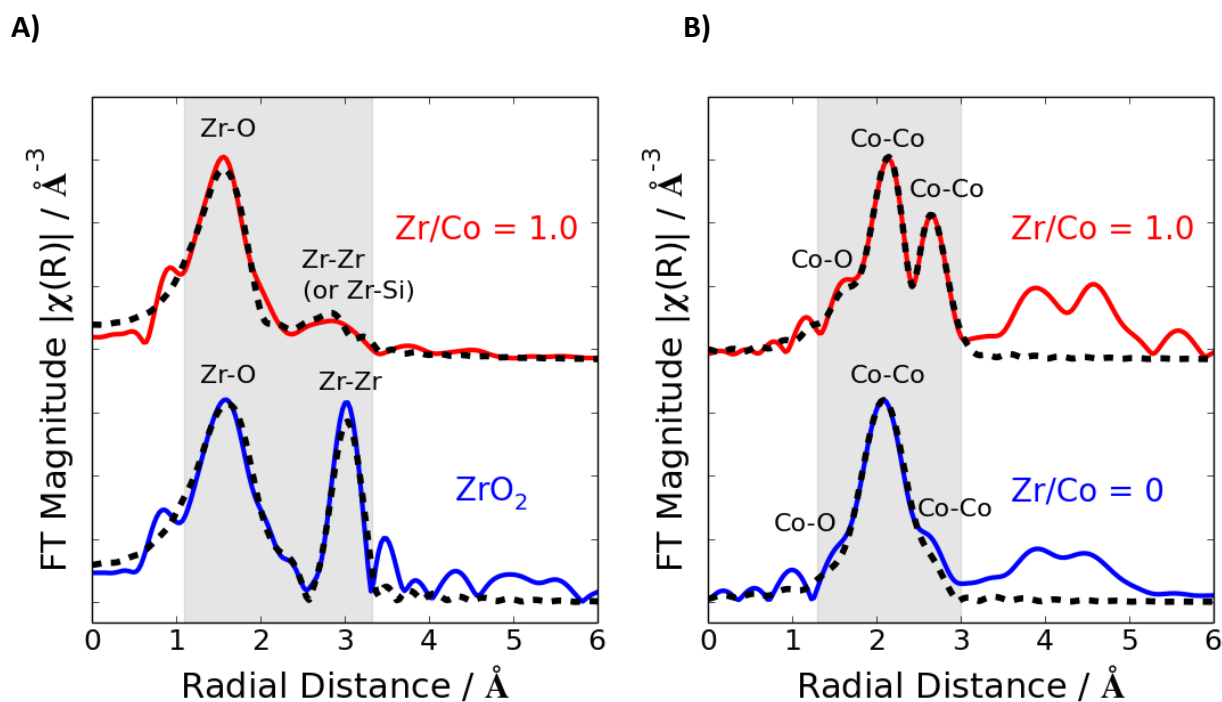 A)
FT Magnitude |χ(R)| / Å⁻³
Zr-O
Zr/Co = 1.0
Zr-Zr
(or Zr-Si)
Zr-O
Zr-Zr
ZrO₂
0 1 2 3 4 5 6
Radial Distance / Å
B)
FT Magnitude |χ(R)| / Å⁻³
Co-Co
Co-Co
Zr/Co = 1.0
Co-O
Co-Co
Zr/Co = 0
Co-Co
Co-O
0 1 2 3 4 5 6
Radial Distance / Å